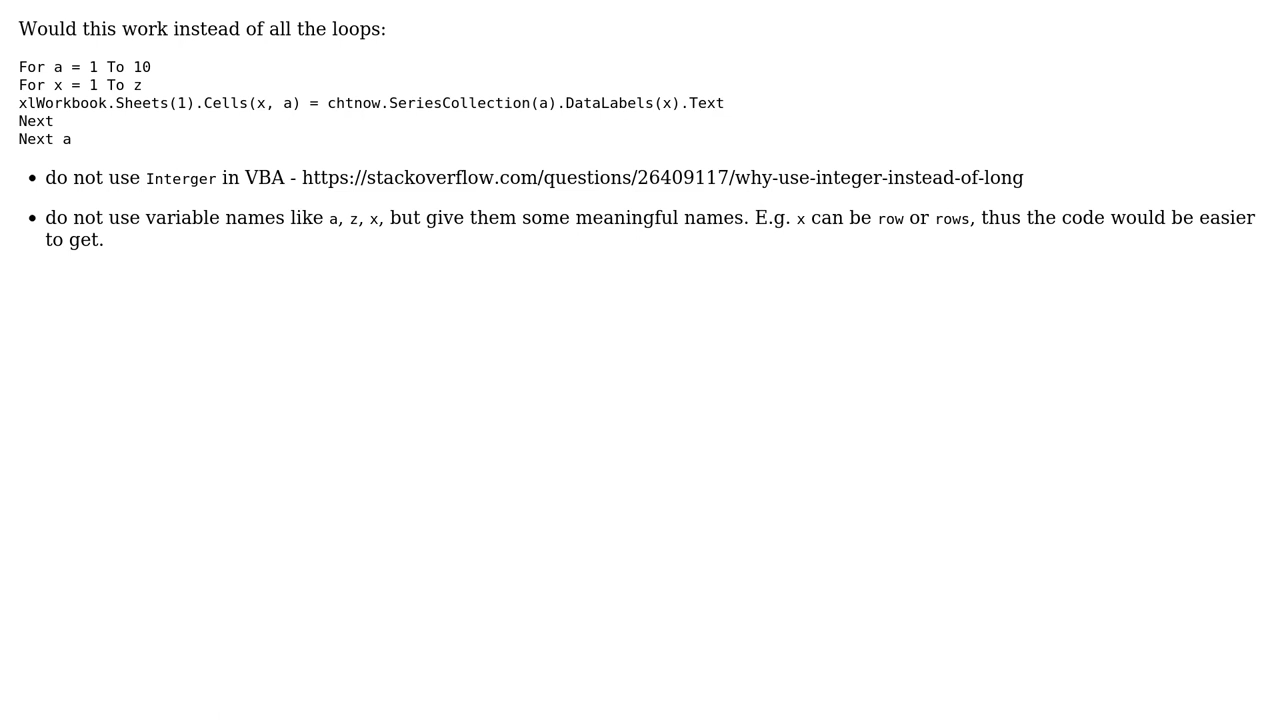 Would this work instead of all the loops:
For a = 1 To 10
For x = 1 To z
xlWorkbook.Sheets(1).Cells(x, a) = chtnow.SeriesCollection(a).DataLabels(x).Text
Next
Next a
• do not use Interger in VBA - https://stackoverflow.com/questions/26409117/why-use-integer-instead-of-long
• do not use variable names like a, z, x, but give them some meaningful names. E.g. x can be row or rows, thus the code would be easier
to get.